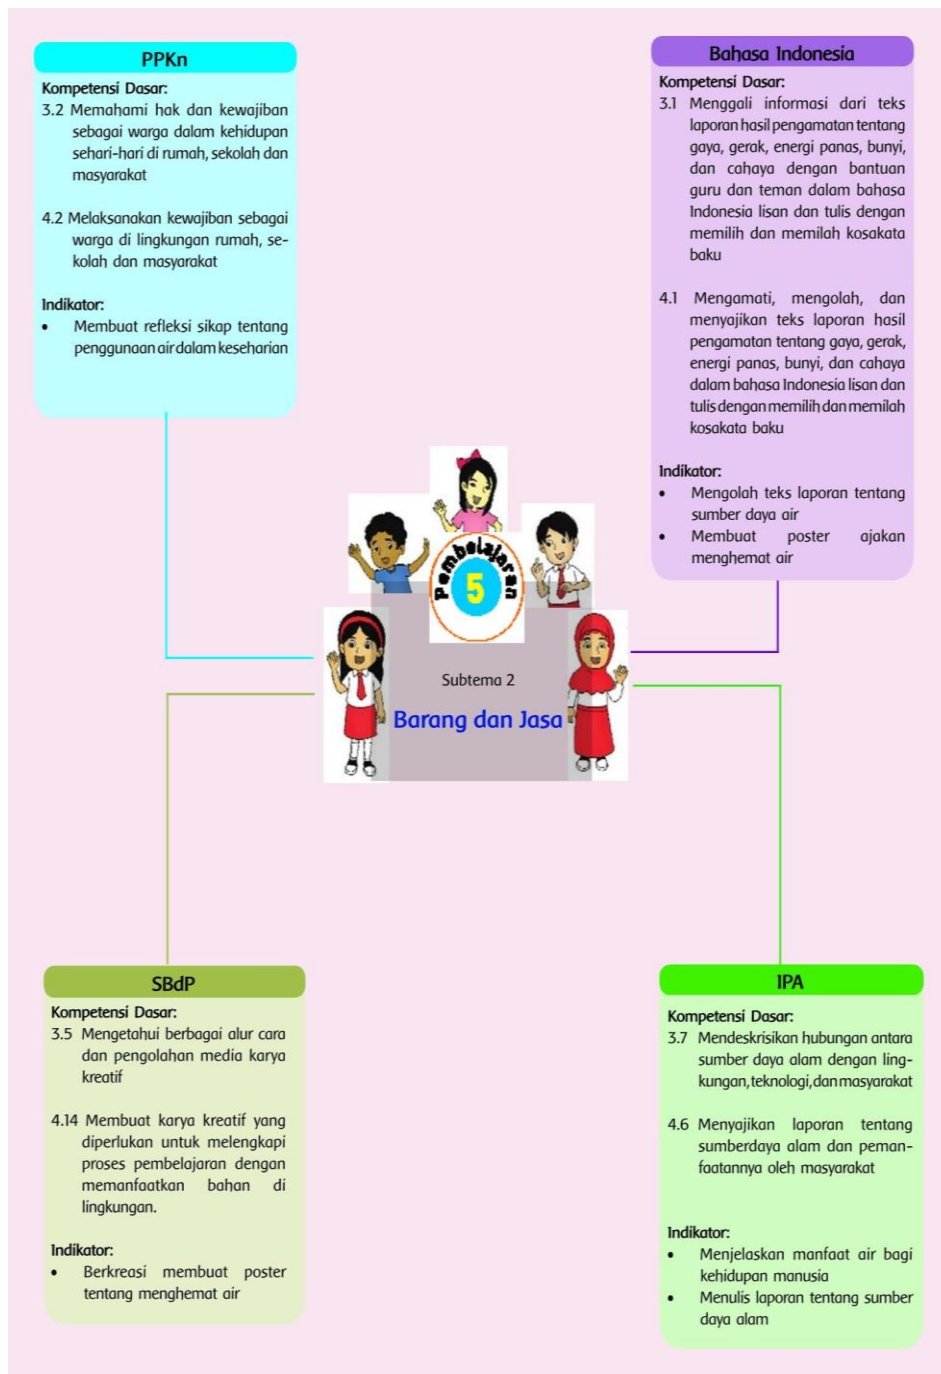 PPKn
Kompetensi Dasar:
3.2 Memahami hak dan kewajiban
sebagai warga dalam kehidupan
sehari-hari di rumah, sekolah dan
masyarakat
4.2 Melaksanakan kewajiban sebagai
warga di lingkungan rumah, se-
kolah dan masyarakat
Indikator:
• Membuat refleksi sikap tentang
penggunaan air dalam keseharian
Bahasa Indonesia
Kompetensi Dasar:
3.1 Menggali informasi dari teks
laporan hasil pengamatan tentang
gaya, gerak, energi panas, bunyi,
dan cahaya dengan bantuan
guru dan teman dalam bahasa
Indonesia lisan dan tulis dengan
memilih dan memilah kosakata
baku
4.1 Mengamati, mengolah, dan
menyajikan teks laporan hasil
pengamatan tentang gaya, gerak,
energi panas, bunyi, dan cahaya
dalam bahasa Indonesia lisan dan
tulis dengan memilih dan memilah
kosakata baku
Indikator:
• Mengolah teks laporan tentang
sumber daya air
• Membuat poster ajakan
menghemat air
Pembelajaran
5
Subtema 2
Barang dan Jasa
SBdP
Kompetensi Dasar:
3.5 Mengetahui berbagai alur cara
dan pengolahan media karya
kreatif
4.14 Membuat karya kreatif yang
diperlukan untuk melengkapi
proses pembelajaran dengan
memanfaatkan bahan di
lingkungan.
Indikator:
• Berkreasi membuat poster
tentang menghemat air
IPA
Kompetensi Dasar:
3.7 Mendeskrisikan hubungan antara
sumber daya alam dengan ling-
kungan, teknologi, dan masyarakat
4.6 Menyajikan laporan tentang
sumberdaya alam dan peman-
faatannya oleh masyarakat
Indikator:
• Menjelaskan manfaat air bagi
kehidupan manusia
• Menulis laporan tentang sumber
daya alam